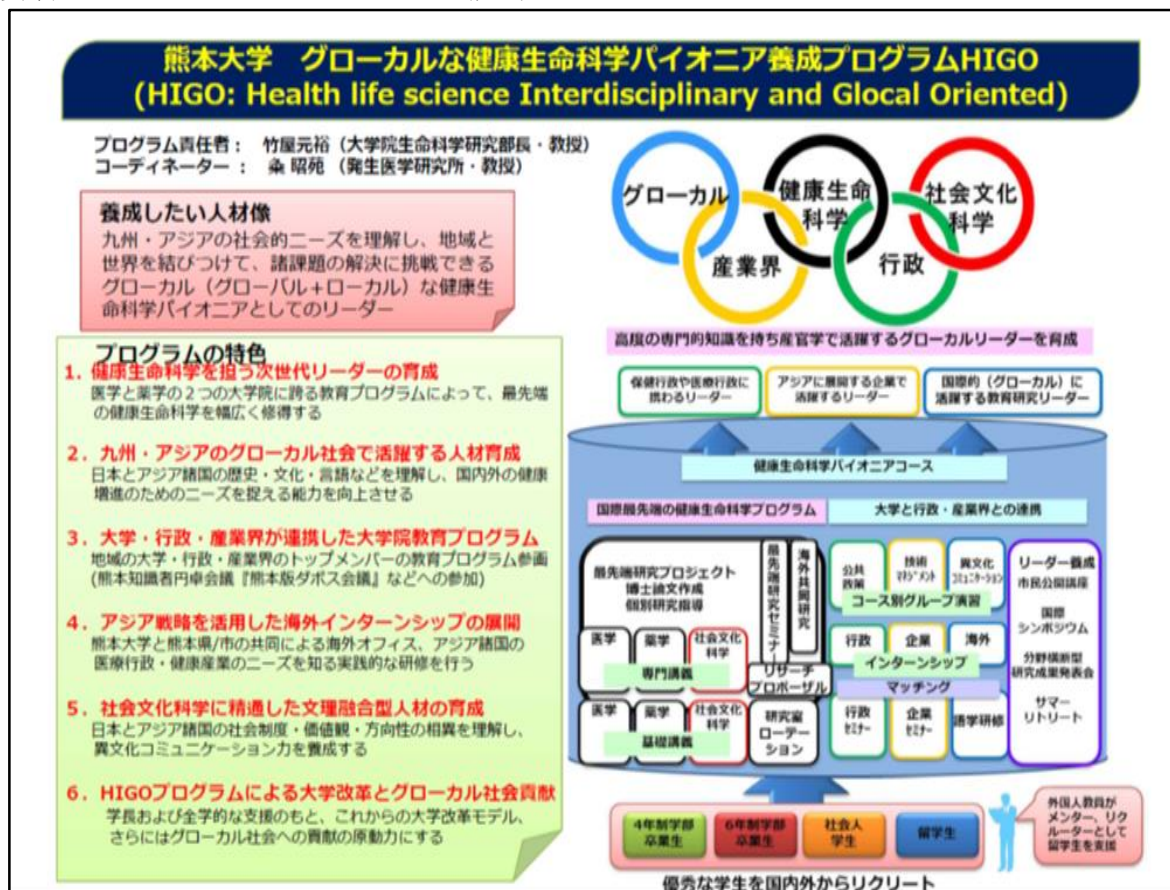 熊本大学　グローカルな健康生命科学パイオニア養成プログラムHIGO
(HIGO: Health life science Interdisciplinary and Glocal Oriented)
プログラム責任者：　竹屋元裕（大学院生命科学研究部長・教授）
コーディネーター　：　粂 昭苑　（発生医学研究所・教授）
養成したい人材像
九州・アジアの社会的ニーズを理解し、地域と
世界を結びつけて、諸課題の解決に挑戦できる
グローカル（グローバル＋ローカル）な健康生
命科学パイオニアとしてのリーダー
プログラムの特色
1．健康生命科学を担う次世代リーダーの育成
医学と薬学の２つの大学院に跨る教育プログラムによって、最先端
の健康生命科学を幅広く修得する
2．九州・アジアのグローカル社会で活躍する人材育成
日本とアジア諸国の歴史・文化・言語などを理解し、国内外の健康
増進のためのニーズを捉える能力を向上させる
3．大学・行政・産業界が連携した大学院教育プログラム
地域の大学・行政・産業界のトップメンバーの教育プログラム参画
(熊本知識者円卓会議『熊本版ダボス会議』などへの参加)
4．アジア戦略を活用した海外インターンシップの展開
熊本大学と熊本県/市の共同による海外オフィス、アジア諸国の
医療行政・健康産業のニーズを知る実践的な研修を行う
5．社会文化科学に精通した文理融合型人材の育成
日本とアジア諸国の社会制度・価値観・方向性の相異を理解し、
異文化コミュニケーション力を養成する
6．HIGOプログラムによる大学改革とグローカル社会貢献
学長および全学的な支援のもと、これからの大学改革モデル、
さらにはグローカル社会への貢献の原動力にする
グローカル
健康生命
科学
社会文化
科学
産業界
行政
高度の専門的知識を持ち産官学で活躍するグローカルリーダーを育成
保健行政や医療行政に
携わるリーダー
アジアに展開する企業で
活躍するリーダー
国際的（グローカル）に
活躍する教育研究リーダー
健康生命科学パイオニアコース
国際最先端の健康生命科学プログラム
大学と行政・産業界との連携
最先端研究プロジェクト
博士論文作成
個別研究指導
最先端研究セミナー
海外共同研究
医学
薬学
社会文化
科学
専門講義
リサーチ
プロポーザル
医学
薬学
社会文化
科学
基礎講義
研究室
ローテー
ション
公共
政策
技術
マネジメント
異文化
コミュニケーション
コース別グループ演習
行政
企業
海外
インターンシップ
マッチング
行政
セミナー
企業
セミナー
語学研修
リーダー養成
市民公開講座
国際
シンポジウム
分野横断型
研究成果発表会
サマー
リトリート
4年制学部
卒業生
6年制学部
卒業生
社会人
学生
留学生
外国人教員が
メンター、リク
ルーターとして
留学生を支援
優秀な学生を国内外からリクリート